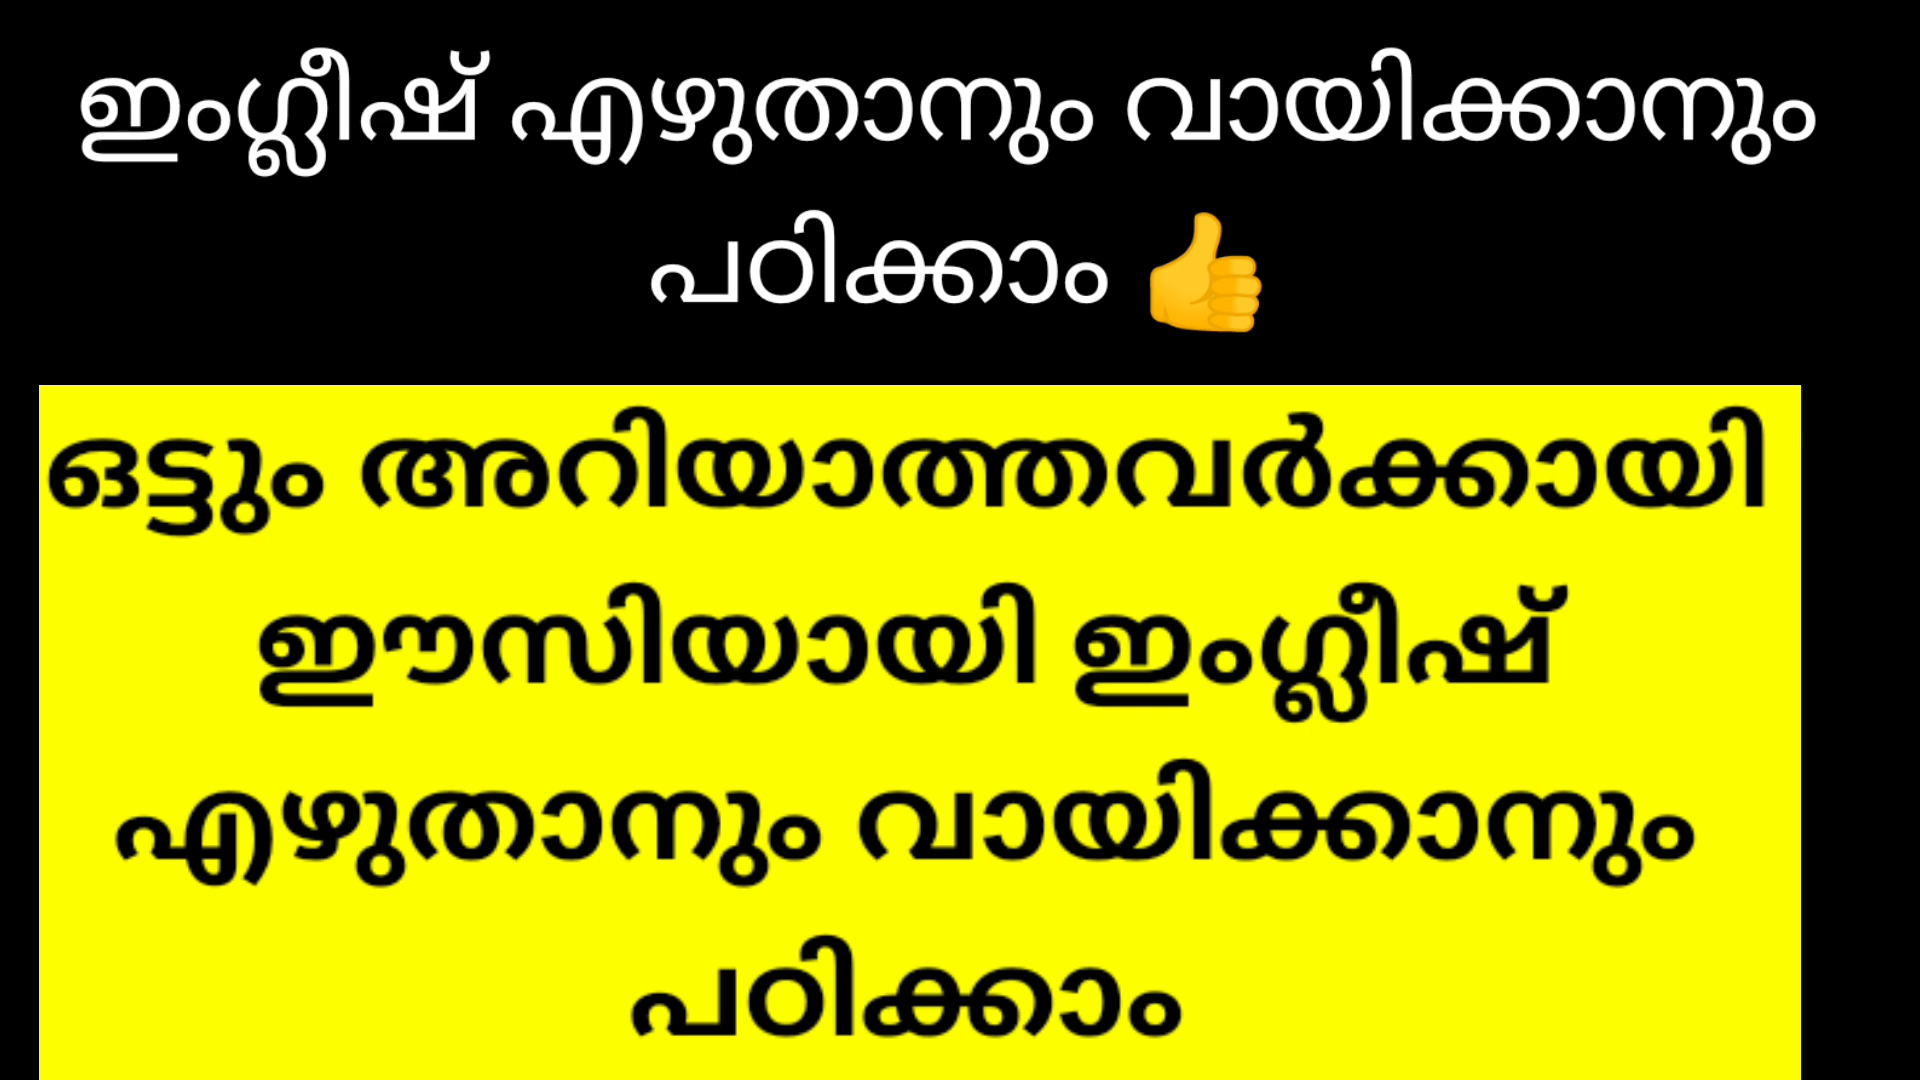 ഇംഗ്ലീഷ് എഴുതാനും വായിക്കാനും
പഠിക്കാം 👍
ഒട്ടും അറിയാത്തവർക്കായി
ഈസിയായി ഇംഗ്ലീഷ്
എഴുതാനും വായിക്കാനും
പഠിക്കാം